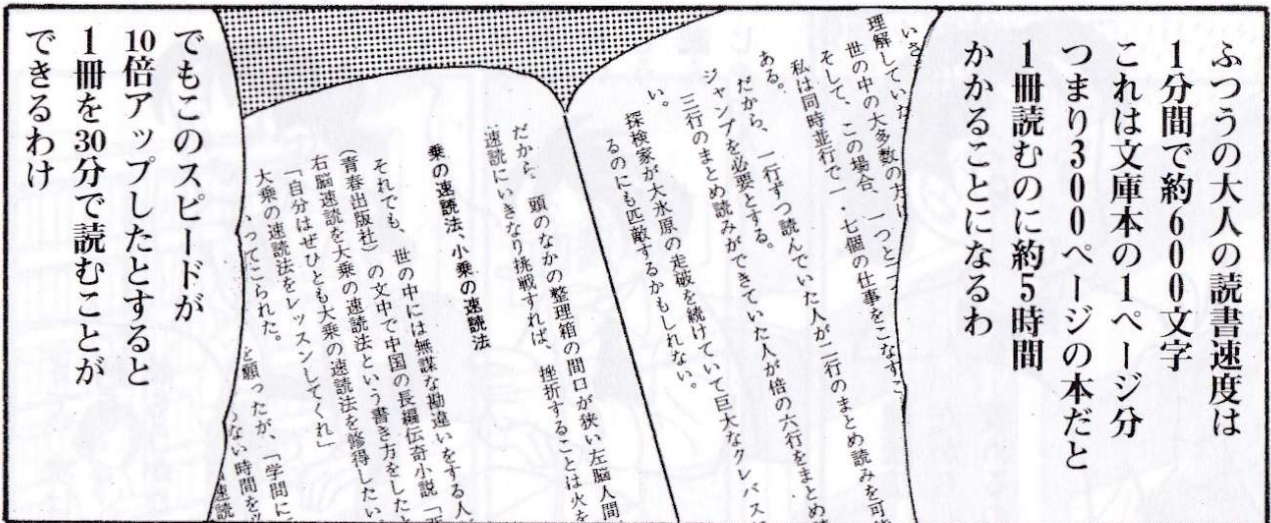 ふつうの大人の読書速度は
1分間で約600文字
これは文庫本の1ページ分
つまり300ページの本だと
1冊読むのに約5時間
かかることになるわ
いさ
理解していな
世の中の大多数の方は
そして、この場合、一つとー
私は同時並行で一・七個の仕事をこなすこ
ある。
だから、一行ずつ読んでいた人が二行のまとめ読みを可能
ジャンプを必要とする。
三行のまとめ読みができていた人が倍の六行をまとめ
い。
探検家が大氷原の走破を続けていて巨大なクレバスに
るのにも匹敵するかもしれない。
だから、頭のなかの整理箱の間口が狭い左脳人間
速読にいきなり挑戦すれば、挫折することは火を
乗の速読法、小乗の速読法
それでも、世の中には無謀な勘違いをする人
(青春出版社)の文中で中国の長編伝奇小説「
右脳速読を大乗の速読法という書き方をしたと
「自分はぜひとも大乗の速読法を修得したい
大乗の速読法をレッスンしてくれ」
ってこられた。
を願ったが、「学問に
ない時間を
速読
でもこのスピードが
10倍アップしたとすると
1冊を30分で読むことが
できるわけ